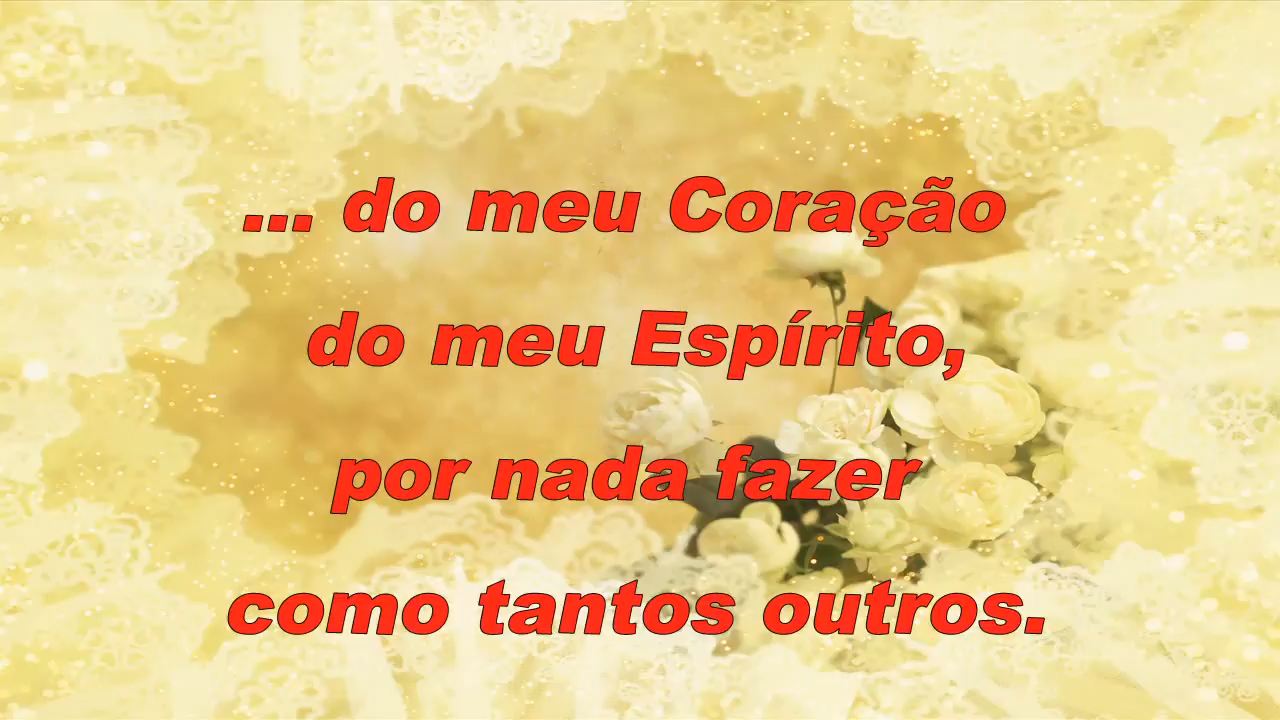 ... do meu Coração
do meu Espírito,
por nada fazer
como tantos outros.